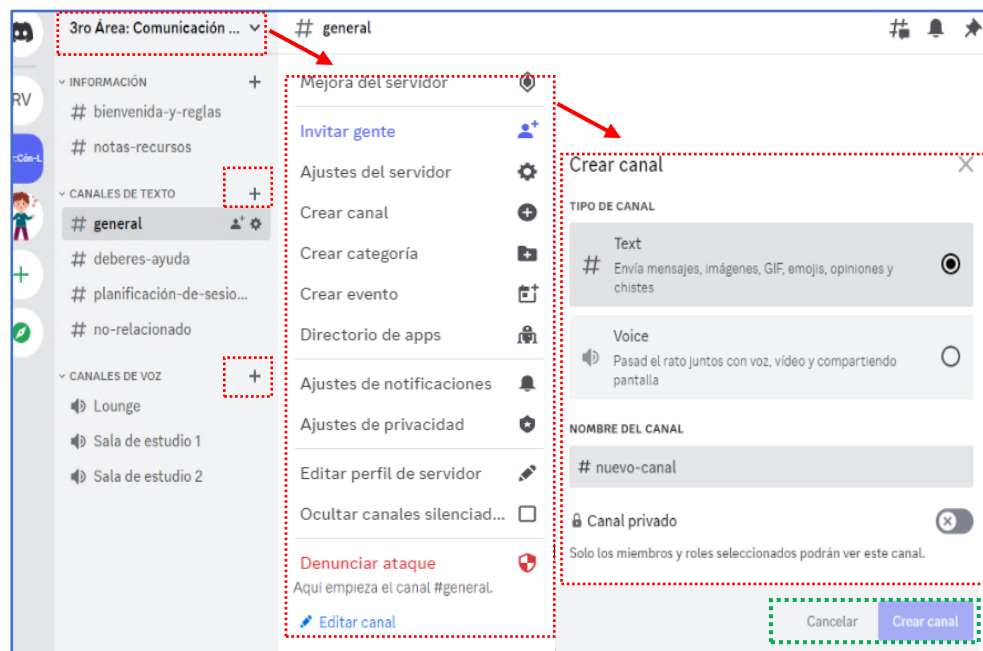 3ro Área: Comunicación ...
# general
RV
INFORMACIÓN
# bienvenida-y-reglas
# notas-recursos
CANALES DE TEXTO
# general
# deberes-ayuda
# planificación-de-sesio...
# no-relacionado
CANALES DE VOZ
Lounge
Sala de estudio 1
Sala de estudio 2
Mejora del servidor
Invitar gente
Ajustes del servidor
Crear canal
Crear categoría
Crear evento
Directorio de apps
Ajustes de notificaciones
Ajustes de privacidad
Editar perfil de servidor
Ocultar canales silenciad...
Denunciar ataque
Aquí empieza el canal #general.
Editar canal
Crear canal
TIPO DE CANAL
# Text
Envía mensajes, imágenes, GIF, emojis, opiniones y
chistes
Voice
Pasad el rato juntos con voz, vídeo y compartiendo
pantalla
NOMBRE DEL CANAL
# nuevo-canal
Canal privado
Solo los miembros y roles seleccionados podrán ver este canal.
Cancelar
Crear canal